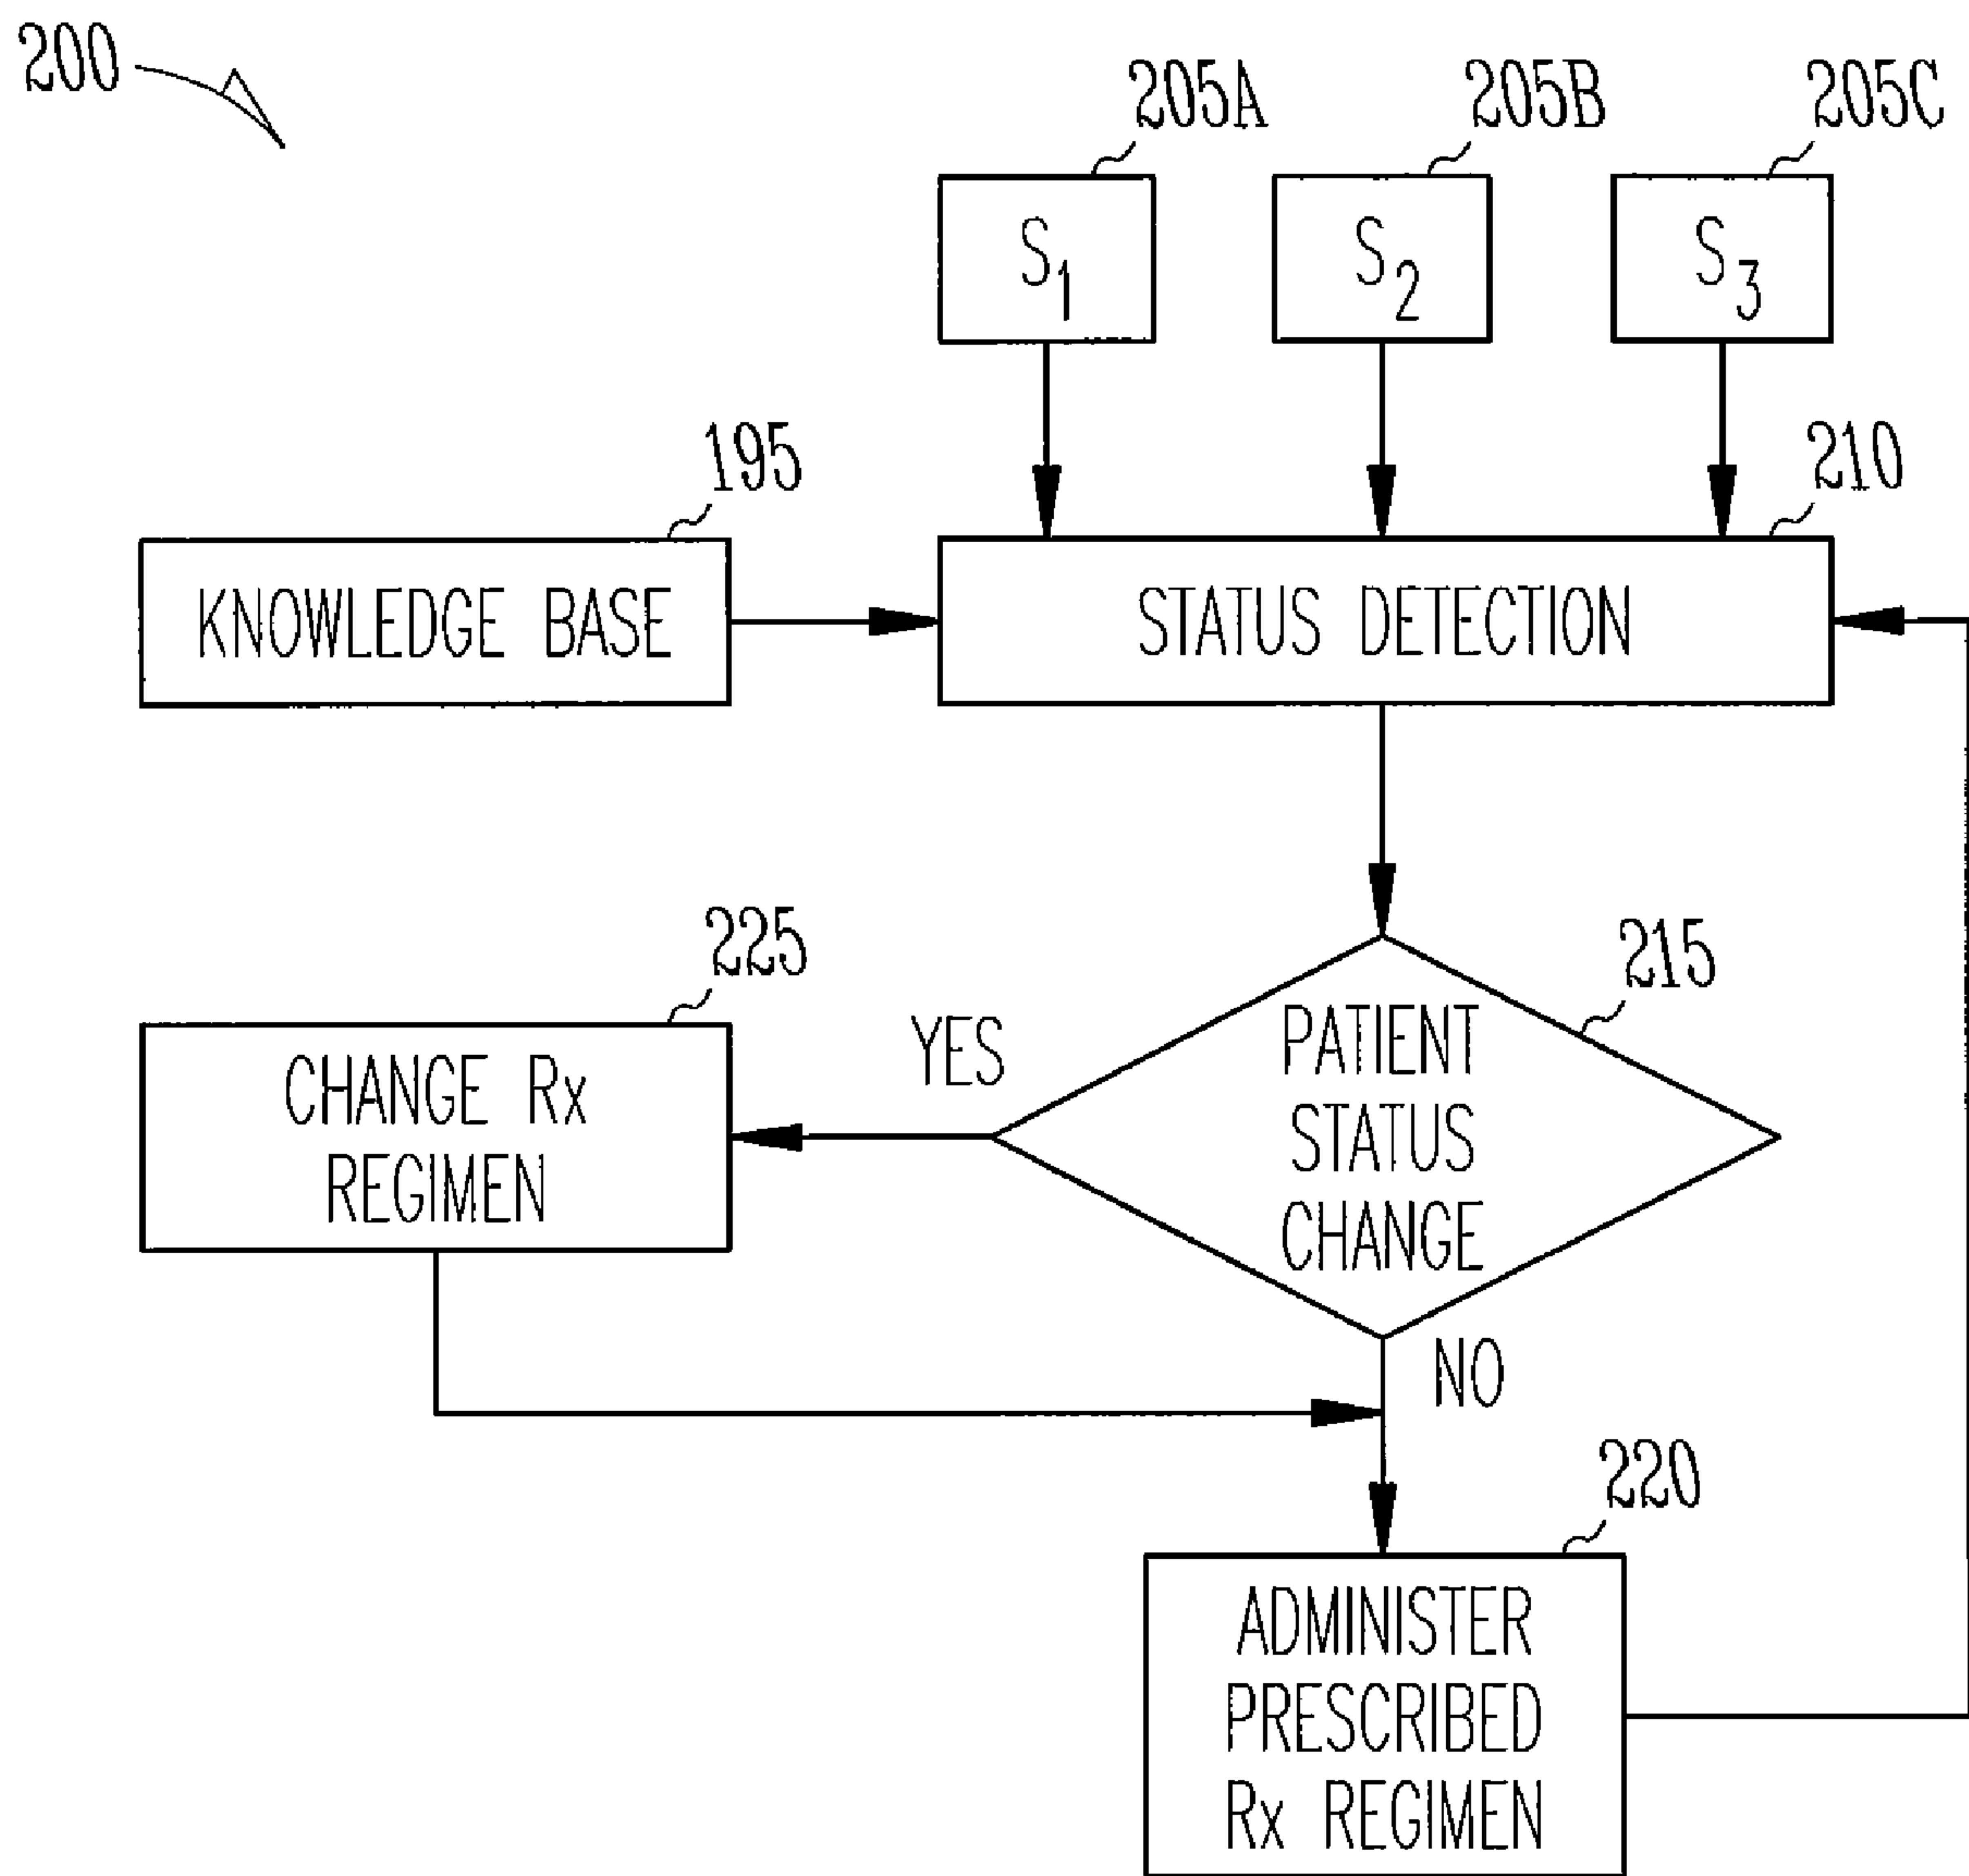 200
205A
205B
205C
S1
S2
S3
195
210
KNOWLEDGE BASE
STATUS DETECTION
225
215
YES
CHANGE Rx
REGIMEN
PATIENT
STATUS
CHANGE
NO
220
ADMINISTER
PRESCRIBED
Rx REGIMEN